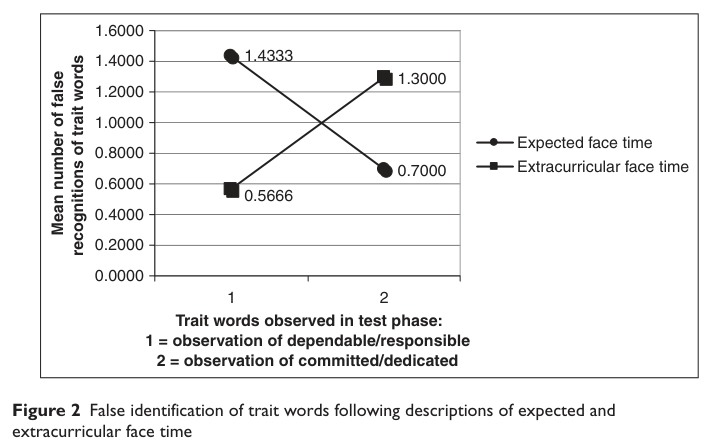 1.6000
1.4000
1.2000
1.0000
0.8000
0.6000
0.4000
0.2000
0.0000
Mean number of false
recognitions of trait words
1.4333
1.3000
0.7000
0.5666
1
2
Trait words observed in test phase:
1 = observation of dependable/responsible
2 = observation of committed/dedicated
Expected face time
Extracurricular face time
Figure 2 False identification of trait words following descriptions of expected and
extracurricular face time